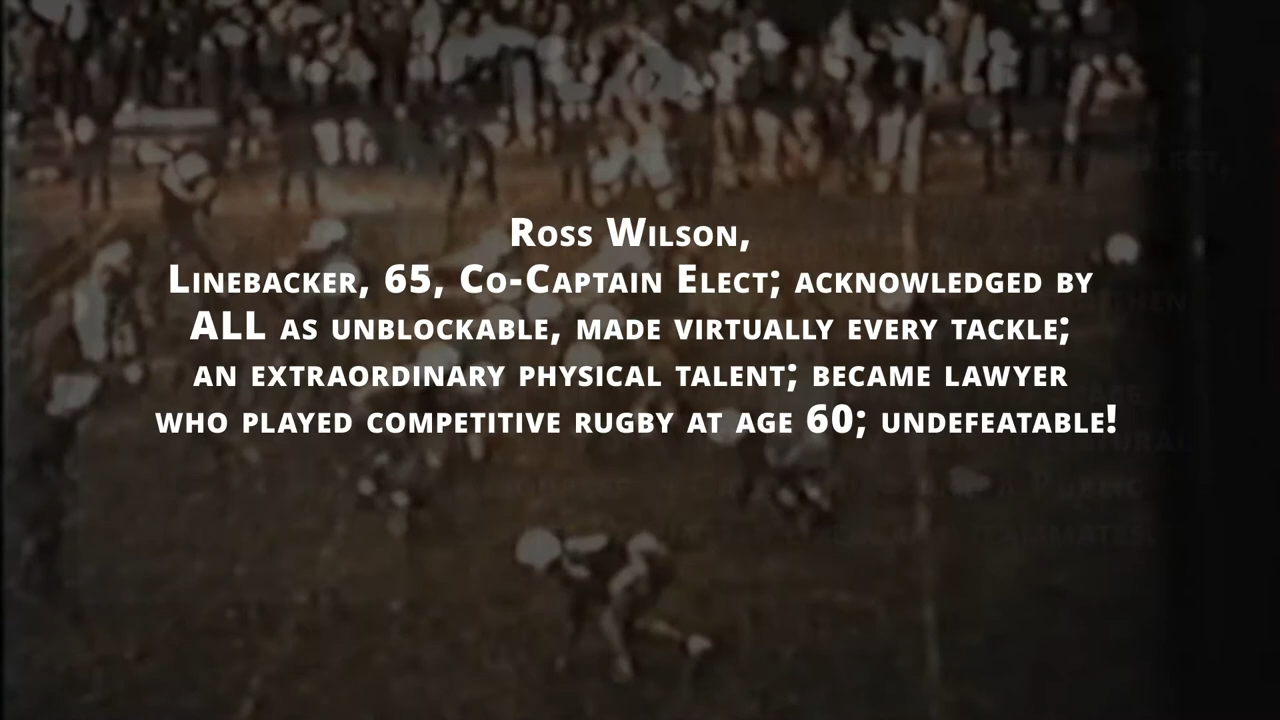 Ross Wilson,
Linebacker, 65, Co-Captain Elect; acknowledged by
ALL as unblockable, made virtually every tackle;
an extraordinary physical talent; became lawyer
who played competitive rugby at age 60; undefeatable!